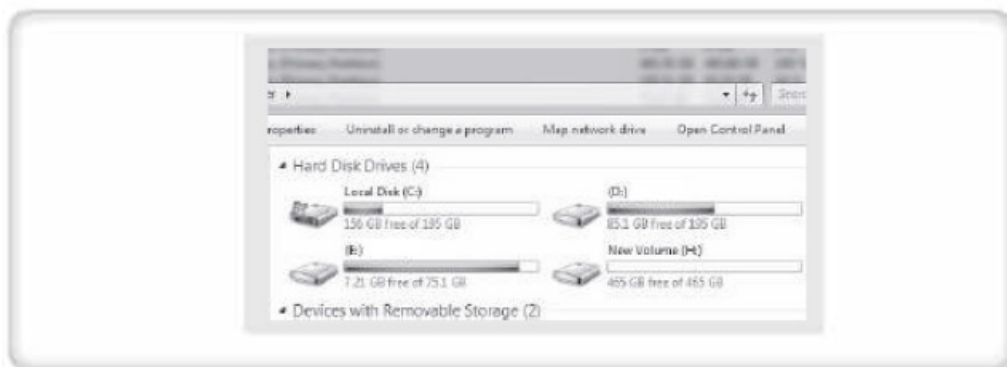 Uninstall or change a program Map network drive Open Control Panel
Hard Disk Drives (4)
Local Disk (C:)
156 GB free of 195 GB
(D:)
85.1 GB free of 195 GB
(E:)
7.21 GB free of 75.1 GB
New Volume (H:)
465 GB free of 465 GB
Devices with Removable Storage (2)